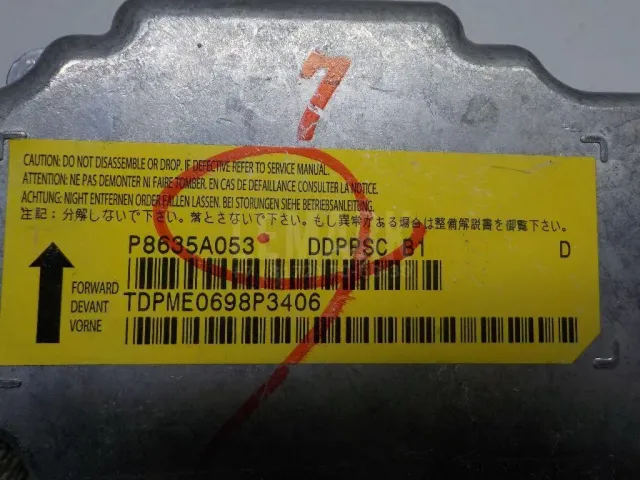 7
CAUTION: DO NOT DISASSEMBLE OR DROP. IF DEFECTIVE REFER TO SERVICE MANUAL.
ATTENTION: NE PAS DEMONTER NI FAIRE TOMBER. EN CAS DE DEFAILLANCE CONSULTER LA NOTICE.
ACHTUNG: NIGHT ENTFERNEN ODER FALLEN LASSEN. BEI STORUNGEN SIEHE BETRIEBSANLEITUNG.
注記: 分解しないで下さい。落とさないで下さい。もし異常がある場合は整備解説書を御覧下さい。
P8635A053 DDPPSC B1 D
FORWARD
DEVANT TDPME0698P3406
VORNE